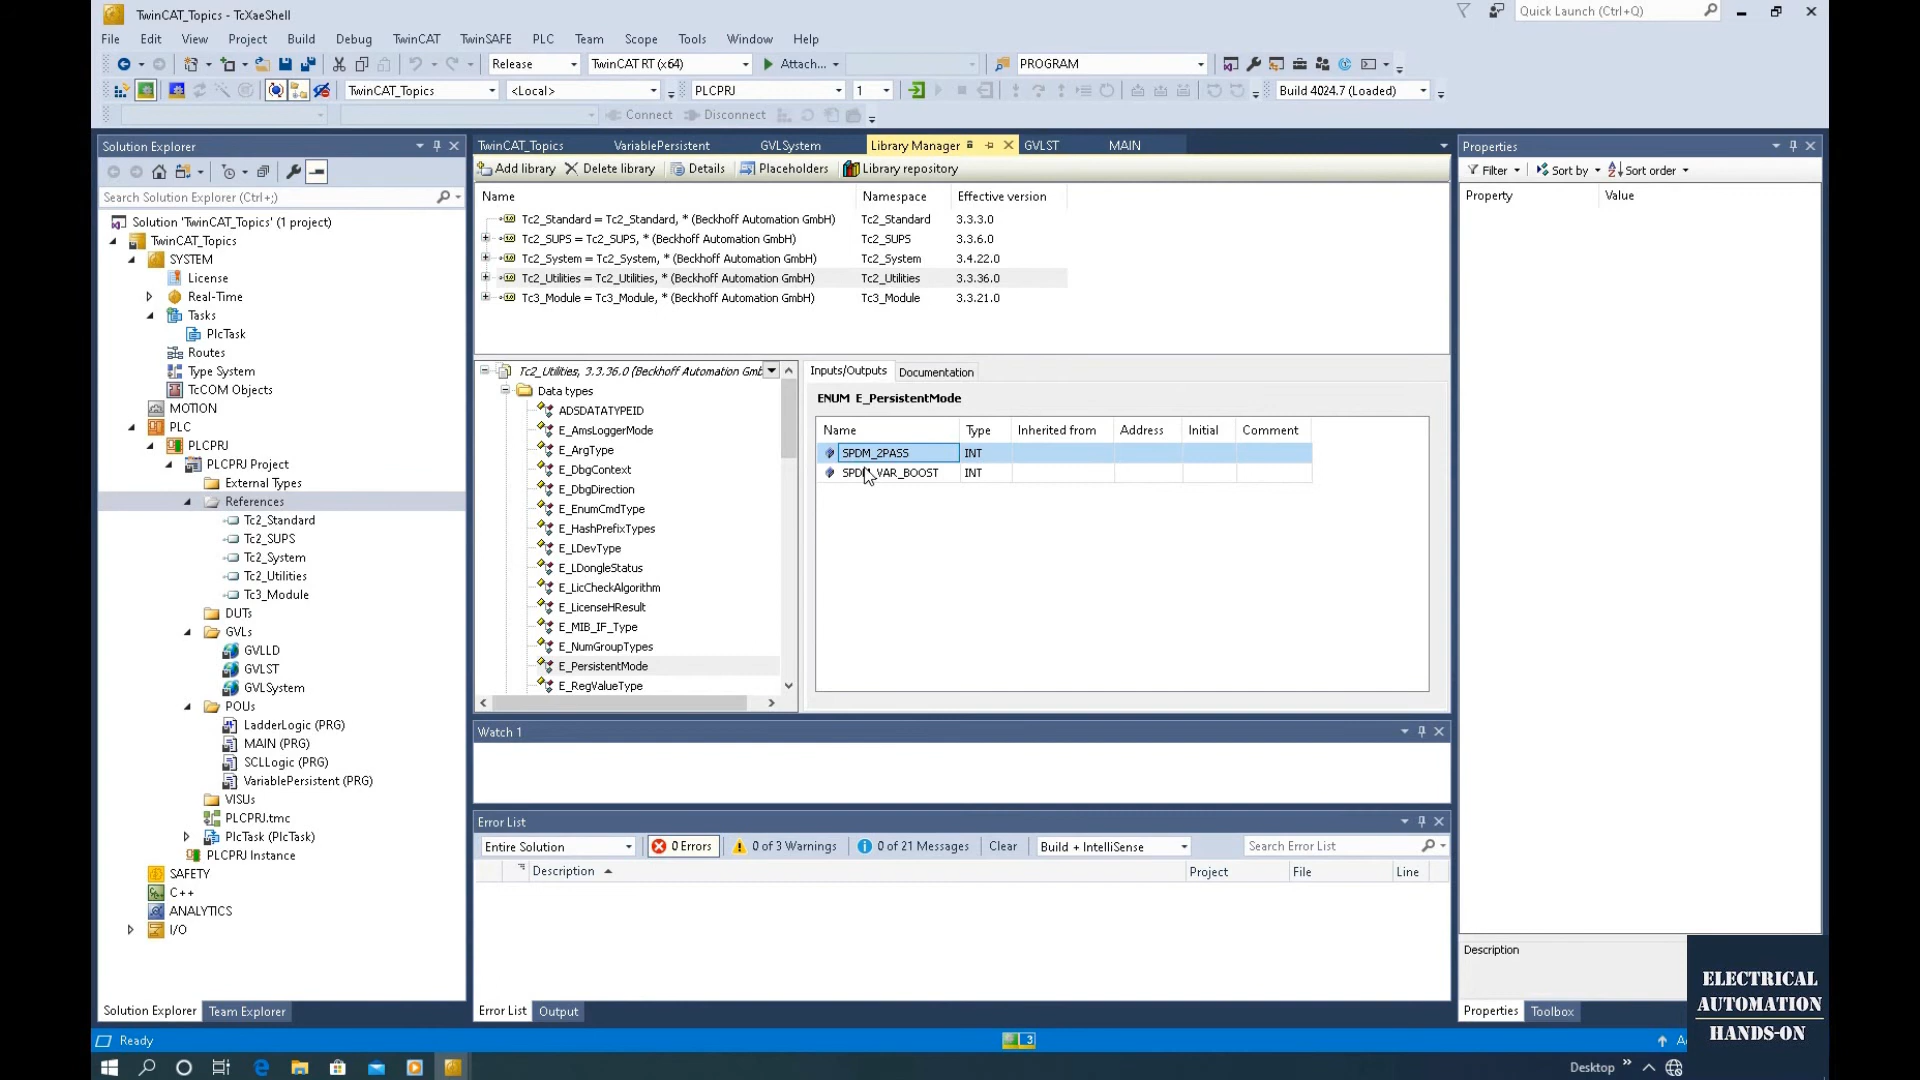 TwinCAT_Topics - TcXaeShell
Quick Launch (Ctrl+Q)
File Edit View Project Build Debug TwinCAT TwinSAFE PLC Team Scope Tools Window Help
Release TwinCAT RT (x64) Attach... PROGRAM
TwinCAT_Topics <Local> PLCPRJ 1 Build 4024.7 (Loaded)
Connect Disconnect
Solution Explorer
Search Solution Explorer (Ctrl+;)
Solution 'TwinCAT_Topics' (1 project)
TwinCAT_Topics
SYSTEM
License
Real-Time
Tasks
PlcTask
Routes
Type System
TcCOM Objects
MOTION
PLC
PLCPRJ
PLCPRJ Project
External Types
References
Tc2_Standard
Tc2_SUPS
Tc2_System
Tc2_Utilities
Tc3_Module
DUTs
GVLs
GVLLD
GVLST
GVLSystem
POUs
LadderLogic (PRG)
MAIN (PRG)
SCLLogic (PRG)
VariablePersistent (PRG)
VISUs
PLCPRJ.tmc
PlcTask (PlcTask)
PLCPRJ Instance
SAFETY
C++
ANALYTICS
I/O
Solution Explorer Team Explorer
TwinCAT_Topics VariablePersistent GVLSystem Library Manager GVLST MAIN
Add library Delete library Details Placeholders Library repository
Name Namespace Effective version
Tc2_Standard = Tc2_Standard, * (Beckhoff Automation GmbH) Tc2_Standard 3.3.3.0
Tc2_SUPS = Tc2_SUPS, * (Beckhoff Automation GmbH) Tc2_SUPS 3.3.6.0
Tc2_System = Tc2_System, * (Beckhoff Automation GmbH) Tc2_System 3.4.22.0
Tc2_Utilities = Tc2_Utilities, * (Beckhoff Automation GmbH) Tc2_Utilities 3.3.36.0
Tc3_Module = Tc3_Module, * (Beckhoff Automation GmbH) Tc3_Module 3.3.21.0
Tc2_Utilities, 3.3.36.0 (Beckhoff Automation Gmb
Data types
ADSDATATYPEID
E_AmsLoggerMode
E_ArgType
E_DbgContext
E_DbgDirection
E_EnumCmdType
E_HashPrefixTypes
E_LDevType
E_LDongleStatus
E_LicCheckAlgorithm
E_LicenseHResult
E_MIB_IF_Type
E_NumGroupTypes
E_PersistentMode
E_RegValueType
Inputs/Outputs Documentation
ENUM E_PersistentMode
Name Type Inherited from Address Initial Comment
SPDM_2PASS INT
SPDM_VAR_BOOST INT
Watch 1
Error List
Entire Solution 0 Errors 0 of 3 Warnings 0 of 21 Messages Clear Build + IntelliSense Search Error List
Description Project File Line
Error List Output
Properties
Filter Sort by Sort order
Property Value
Description
Properties Toolbox
ELECTRICAL
AUTOMATION
HANDS-ON
Ready 3
Desktop